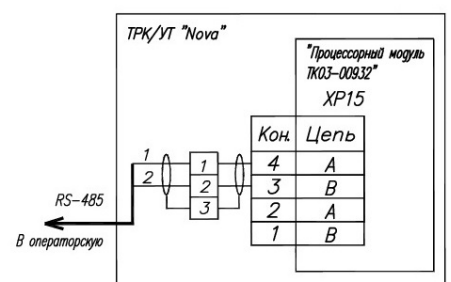 ТРК/УТ "Nova"
"Процессорный модуль
ТК03-00932"
XP15
Кон. Цепь
1 1 4 A
2 2 3 B
3 2 A
1 B
RS-485
В операторскую